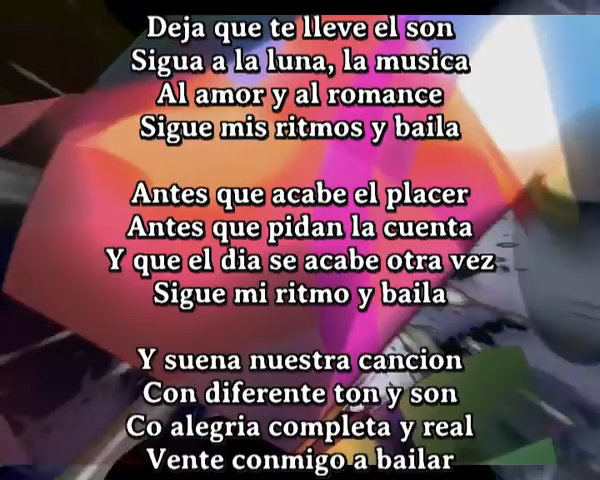 Deja que te lleve el son
Sigua a la luna, la musica
Al amor y al romance
Sigue mis ritmos y baila
Antes que acabe el placer
Antes que pidan la cuenta
Y que el dia se acabe otra vez
Sigue mi ritmo y baila
Y suena nuestra cancion
Con diferente ton y son
Co alegria completa y real
Vente conmigo a bailar